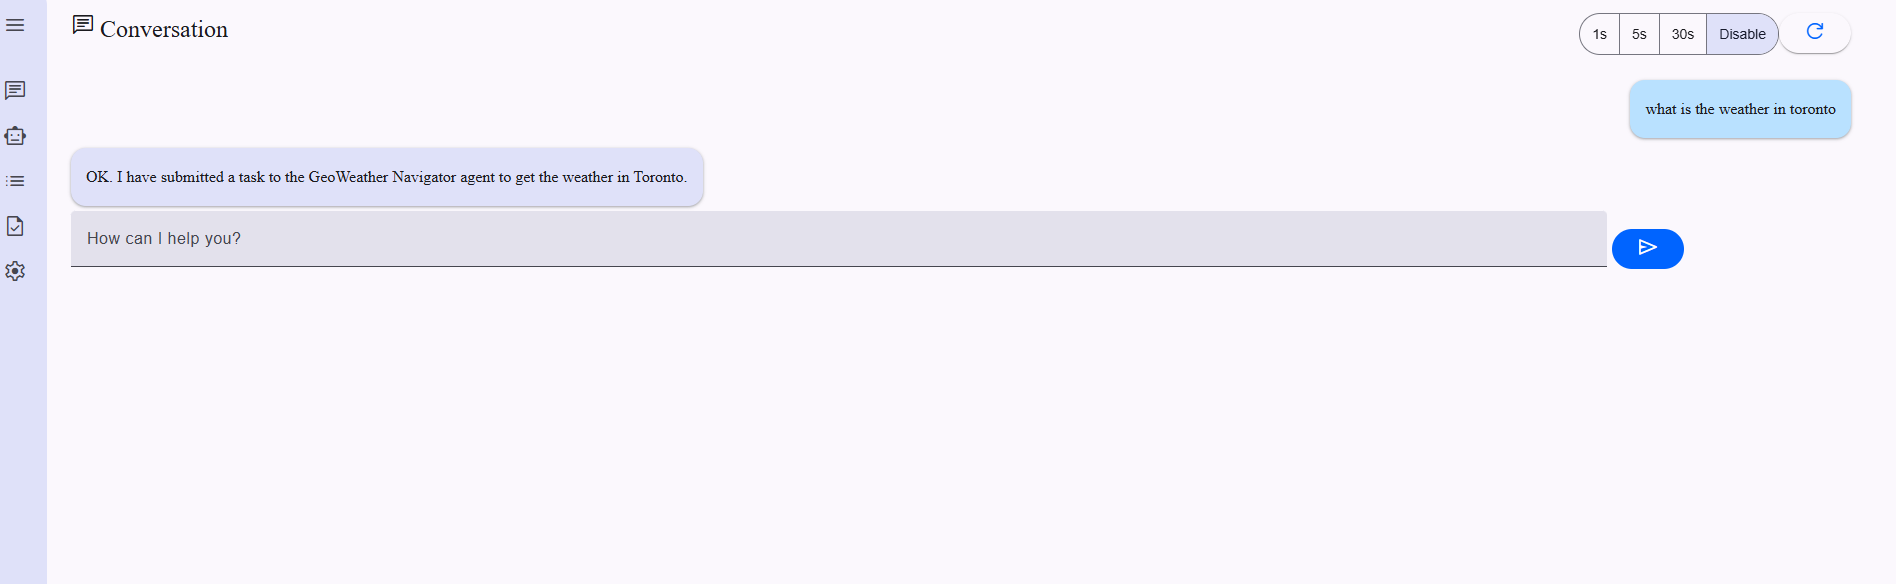 Conversation
1s 5s 30s Disable
what is the weather in toronto
OK. I have submitted a task to the GeoWeather Navigator agent to get the weather in Toronto.
How can I help you?